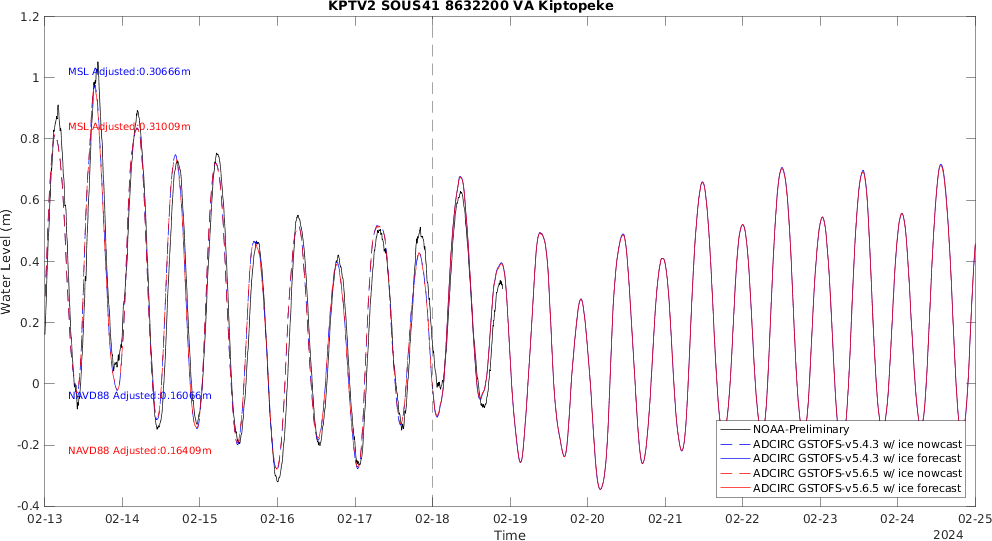 KPTV2 SOUS41 8632200 VA Kiptopeke
1.2
1
0.8
0.6
0.4
0.2
0
-0.2
-0.4
Water Level (m)
MSL Adjusted:0.30666m
MSL Adjusted:0.31009m
NAVD88 Adjusted:0.16066m
NAVD88 Adjusted:0.16409m
NOAA-Preliminary
ADCIRC GSTOFS-v5.4.3 w/ ice nowcast
ADCIRC GSTOFS-v5.4.3 w/ ice forecast
ADCIRC GSTOFS-v5.6.5 w/ ice nowcast
ADCIRC GSTOFS-v5.6.5 w/ ice forecast
02-13 02-14 02-15 02-16 02-17 02-18 02-19 02-20 02-21 02-22 02-23 02-24 02-25
Time
2024